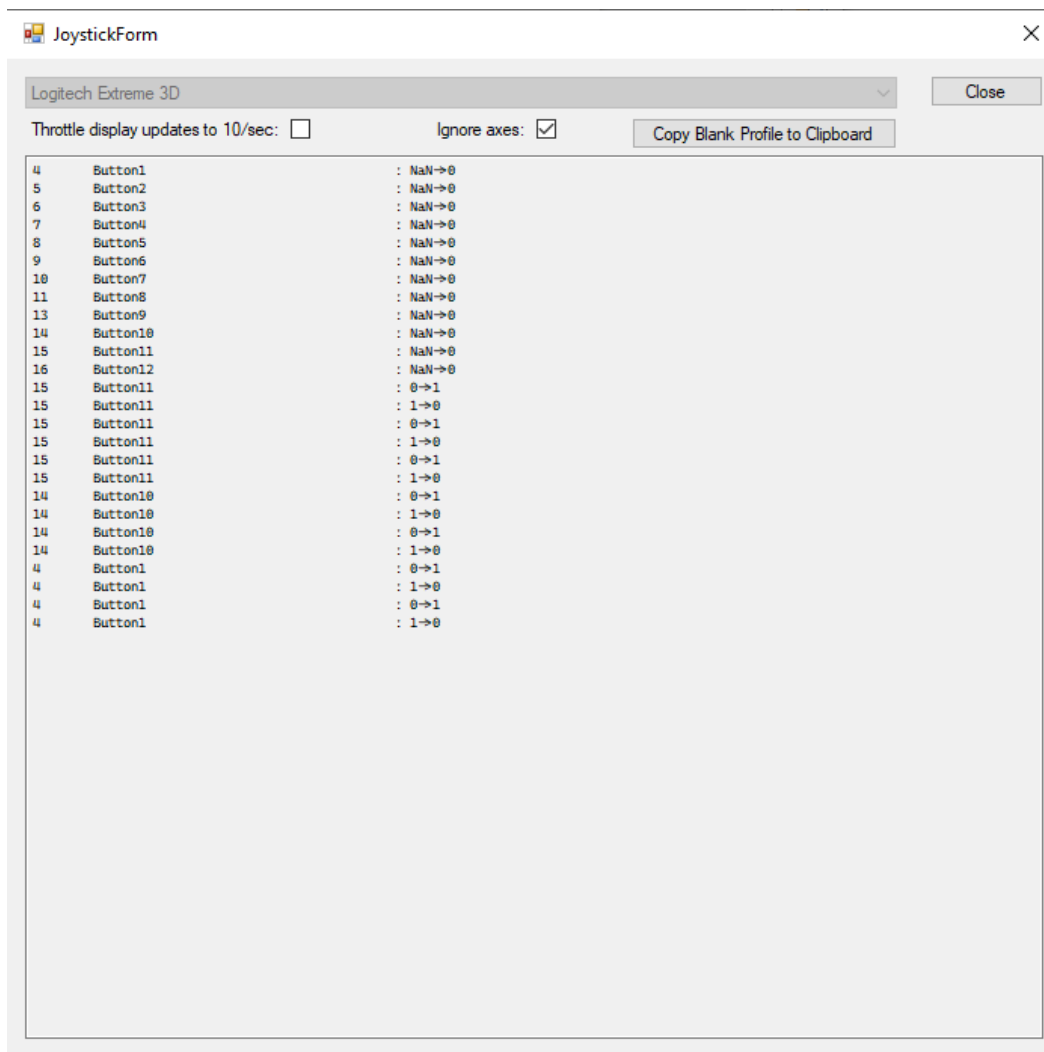 JoystickForm
Logitech Extreme 3D
Close
Throttle display updates to 10/sec:
Ignore axes:
Copy Blank Profile to Clipboard
4 Button1 : NaN→0
5 Button2 : NaN→0
6 Button3 : NaN→0
7 Button4 : NaN→0
8 Button5 : NaN→0
9 Button6 : NaN→0
10 Button7 : NaN→0
11 Button8 : NaN→0
13 Button9 : NaN→0
14 Button10 : NaN→0
15 Button11 : NaN→0
16 Button12 : NaN→0
15 Button11 : 0→1
15 Button11 : 1→0
15 Button11 : 0→1
15 Button11 : 1→0
15 Button11 : 0→1
15 Button11 : 1→0
14 Button10 : 0→1
14 Button10 : 1→0
14 Button10 : 0→1
14 Button10 : 1→0
4 Button1 : 0→1
4 Button1 : 1→0
4 Button1 : 0→1
4 Button1 : 1→0